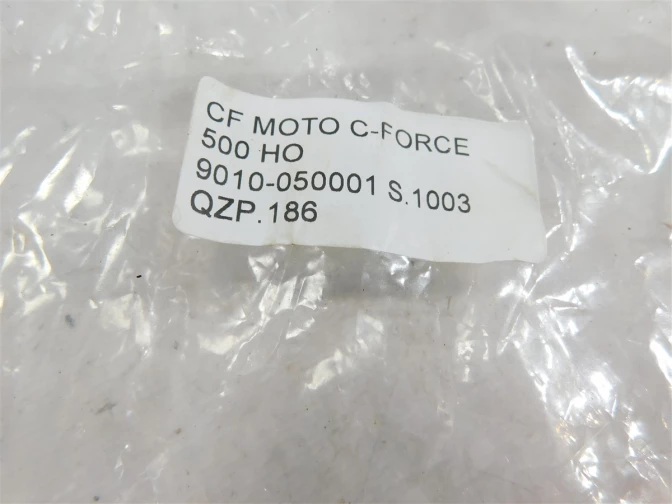 CF MOTO C-FORCE
500 HO
9010-050001 S.1003
QZP.186